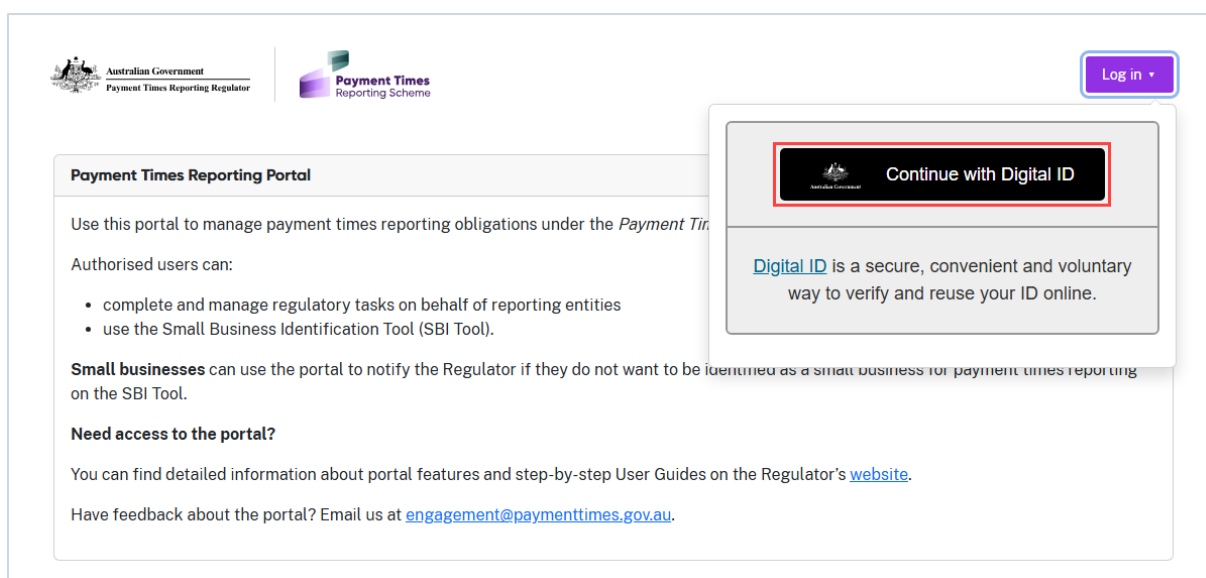 Australian Government
Payment Times Reporting Regulator
Payment Times
Reporting Scheme
Log in
Australian Government
Continue with Digital ID
Digital ID is a secure, convenient and voluntary
way to verify and reuse your ID online.
Payment Times Reporting Portal
Use this portal to manage payment times reporting obligations under the Payment
Authorised users can:
• complete and manage regulatory tasks on behalf of reporting entities
• use the Small Business Identification Tool (SBI Tool).
Small businesses can use the portal to notify the Regulator if they do not want to be identified as a small business for payment times reporting
on the SBI Tool.
Need access to the portal?
You can find detailed information about portal features and step-by-step User Guides on the Regulator's website.
Have feedback about the portal? Email us at engagement@paymenttimes.gov.au.